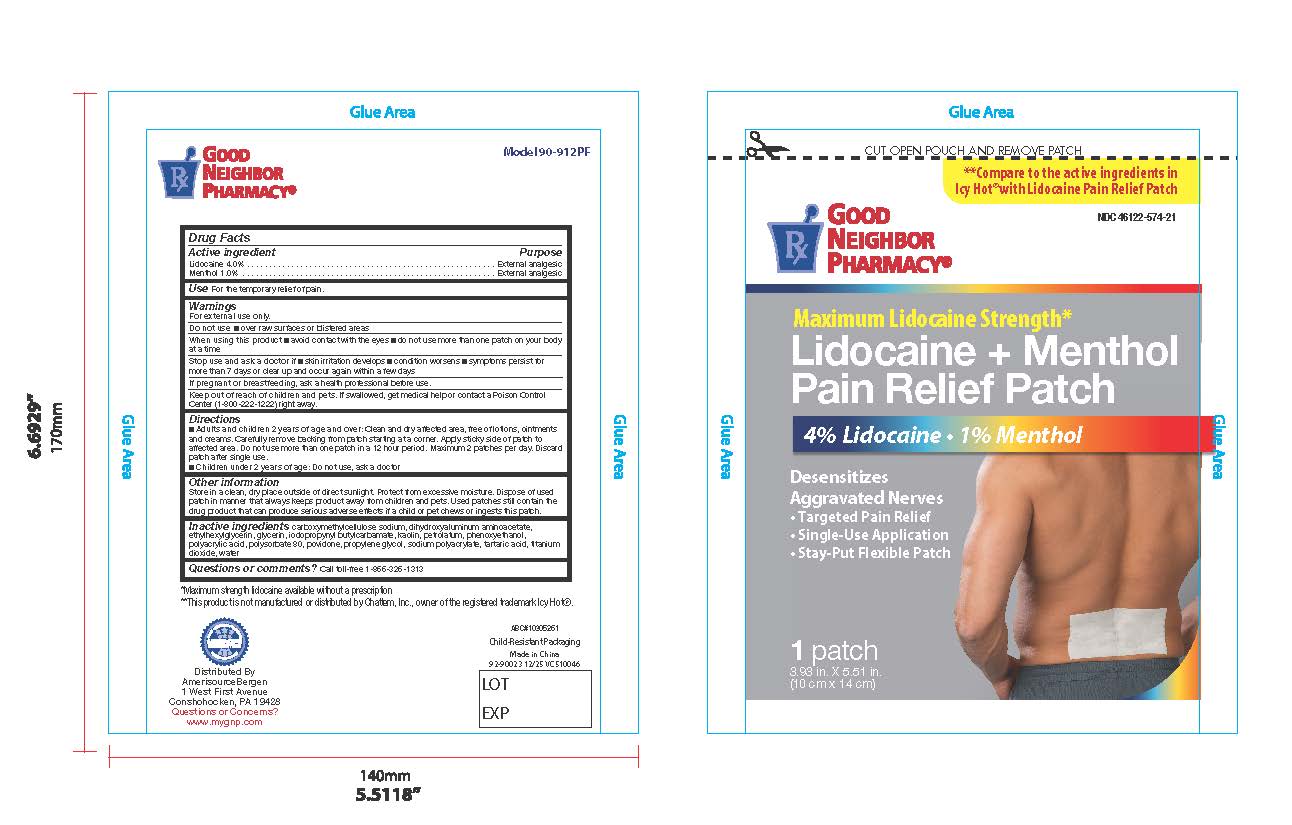 Glue Area
GOOD
NEIGHBOR
PHARMACY®
Model 90-912PF
Drug Facts
Active ingredient Purpose
Lidocaine 4.0% External analgesic
Menthol 1.0% External analgesic
Use For the temporary relief of pain.
Warnings
For external use only.
Do not use ■ over raw surfaces or blistered areas
When using this product ■ avoid contact with the eyes ■ do not use more than one patch on your body
at a time
Stop use and ask a doctor if ■ skin irritation develops ■ condition worsens ■ symptoms persist for
more than 7 days or clear up and occur again within a few days
If pregnant or breastfeeding, ask a health professional before use.
Keep out of reach of children and pets. If swallowed, get medical help or contact a Poison Control
Center (1-800-222-1222) right away.
Directions
■ Adults and children 2 years of age and over: Clean and dry affected area, free of lotions, ointments
and creams. Carefully remove backing from patch starting at a corner. Apply sticky side of patch to
affected area. Do not use more than one patch in a 12 hour period. Maximum 2 patches per day. Discard
patch after single use.
■ Children under 2 years of age: Do not use, ask a doctor
Other information
Store in a clean, dry place outside of direct sunlight. Protect from excessive moisture. Dispose of used
patch in manner that always keeps product away from children and pets. Used patches still contain the
drug product that can produce serious adverse effects if a child or pet chews or ingests this patch.
Inactive ingredients carboxymethylcellulose sodium, dihydroxyaluminum aminoacetate,
ethylhexylglycerin, glycerin, iodopropynyl butylcarbamate, kaolin, petrolatum, phenoxyethanol,
polyacrylic acid, polysorbate 80, povidone, propylene glycol, sodium polyacrylate, tartaric acid, titanium
dioxide, water
Questions or comments? Call toll-free 1-866-326-1313
*Maximum strength lidocaine available without a prescription
**This product is not manufactured or distributed by Chattem, Inc., owner of the registered trademark Icy Hot®.
Distributed By
AmerisourceBergen
1 West First Avenue
Conshohocken, PA 19428
Questions or Concerns?
www.mygnp.com
ABC#10305261
Child-Resistant Packaging
Made in China
92-90023 12/25 VC510046
LOT
EXP
Glue Area
Glue Area
6.6929"
170mm
140mm
5.5118"
Glue Area
CUT OPEN POUCH AND REMOVE PATCH
**Compare to the active ingredients in
Icy Hot® with Lidocaine Pain Relief Patch
NDC 46122-574-21
Rx
GOOD
NEIGHBOR
PHARMACY®
Maximum Lidocaine Strength*
Lidocaine + Menthol
Pain Relief Patch
4% Lidocaine • 1% Menthol
Desensitizes
Aggravated Nerves
• Targeted Pain Relief
• Single-Use Application
• Stay-Put Flexible Patch
1 patch
3.93 in. X 5.51 in.
(10 cm x 14 cm)
Glue Area
Glue Area